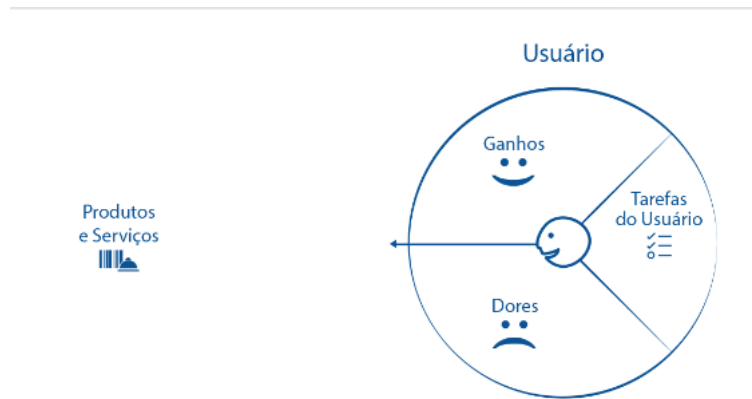 Usuário
Ganhos
Tarefas
do Usuário
Produtos
e Serviços
Dores